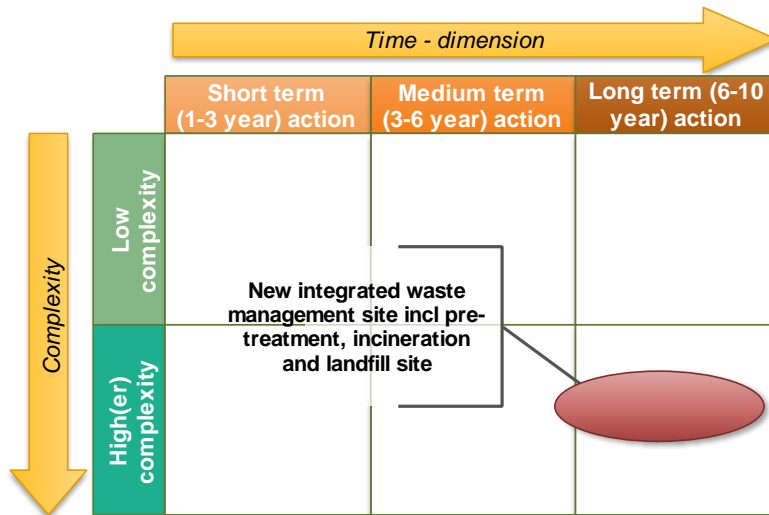 Time - dimension
Short term
(1-3 year) action
Medium term
(3-6 year) action
Long term (6-10
year) action
Complexity
Low
complexity
High(er)
complexity
New integrated waste
management site incl pre-
treatment, incineration
and landfill site